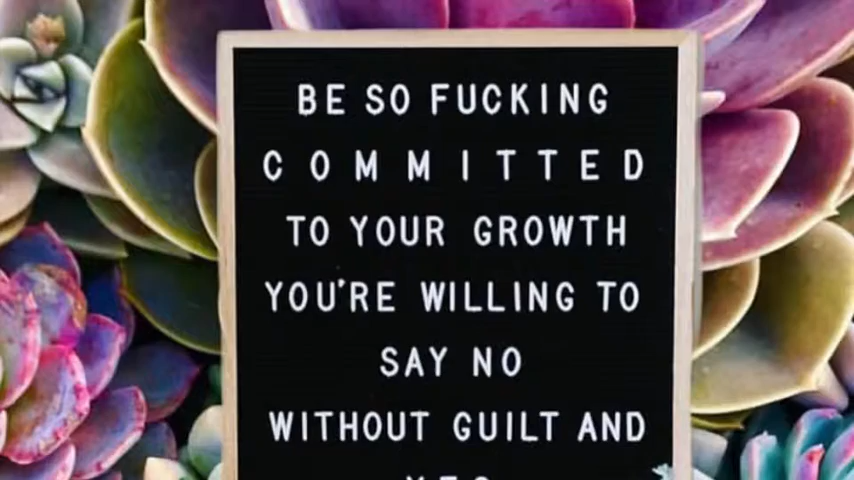 BE SO FUCKING
COMMITTED
TO YOUR GROWTH
YOU'RE WILLING TO
SAY NO
WITHOUT GUILT AND